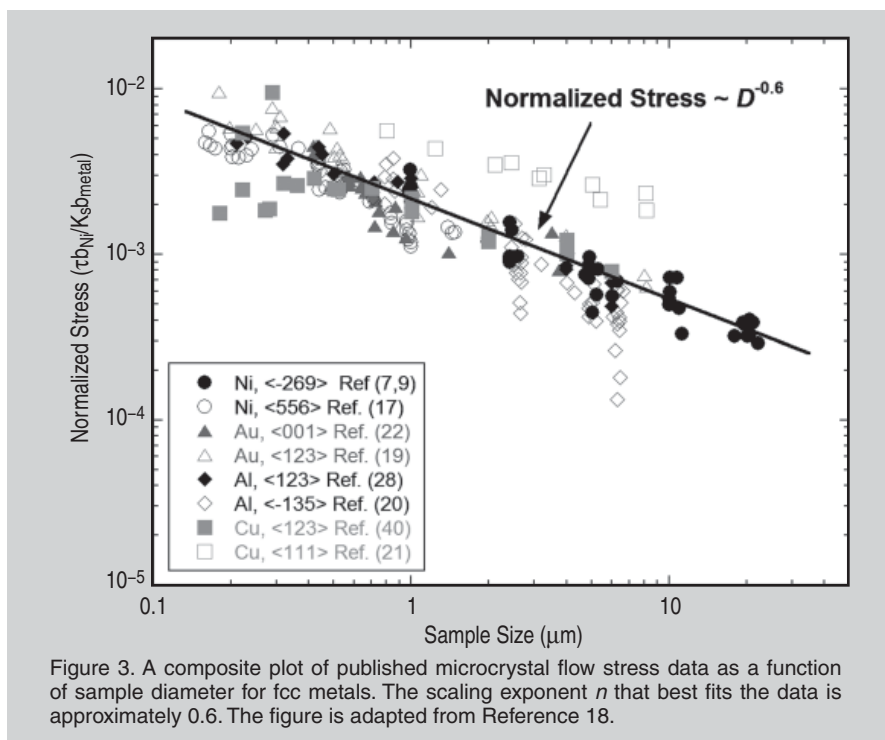 10⁻²
10⁻³
10⁻⁴
10⁻⁵
Normalized Stress (τbNi/Ksbmetal)
Normalized Stress ~ D⁻⁰·⁶
Ni, <-269> Ref (7,9)
Ni, <556> Ref. (17)
Au, <001> Ref. (22)
Au, <123> Ref. (19)
Al, <123> Ref. (28)
Al, <-135> Ref. (20)
Cu, <123> Ref. (40)
Cu, <111> Ref. (21)
0.1
1
10
Sample Size (μm)
Figure 3. A composite plot of published microcrystal flow stress data as a function
of sample diameter for fcc metals. The scaling exponent n that best fits the data is
approximately 0.6. The figure is adapted from Reference 18.